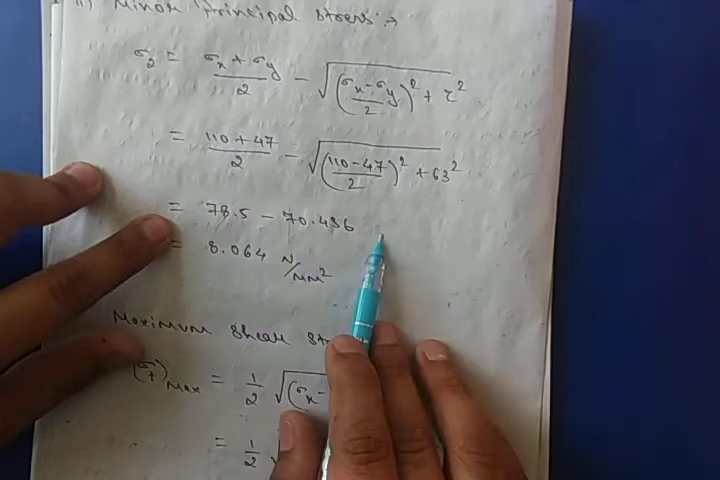 ii) Minor Principal stress :→
σ₂ = (σx + σy)/2 − √(((σx − σy)/2)² + τ²)
= (110 + 47)/2 − √(((110 − 47)/2)² + 63²)
= 78.5 − 70.436
= 8.064 N/mm²
Maximum Shear
(σt)Max = 1/2 √(σx −
= 1/2 √